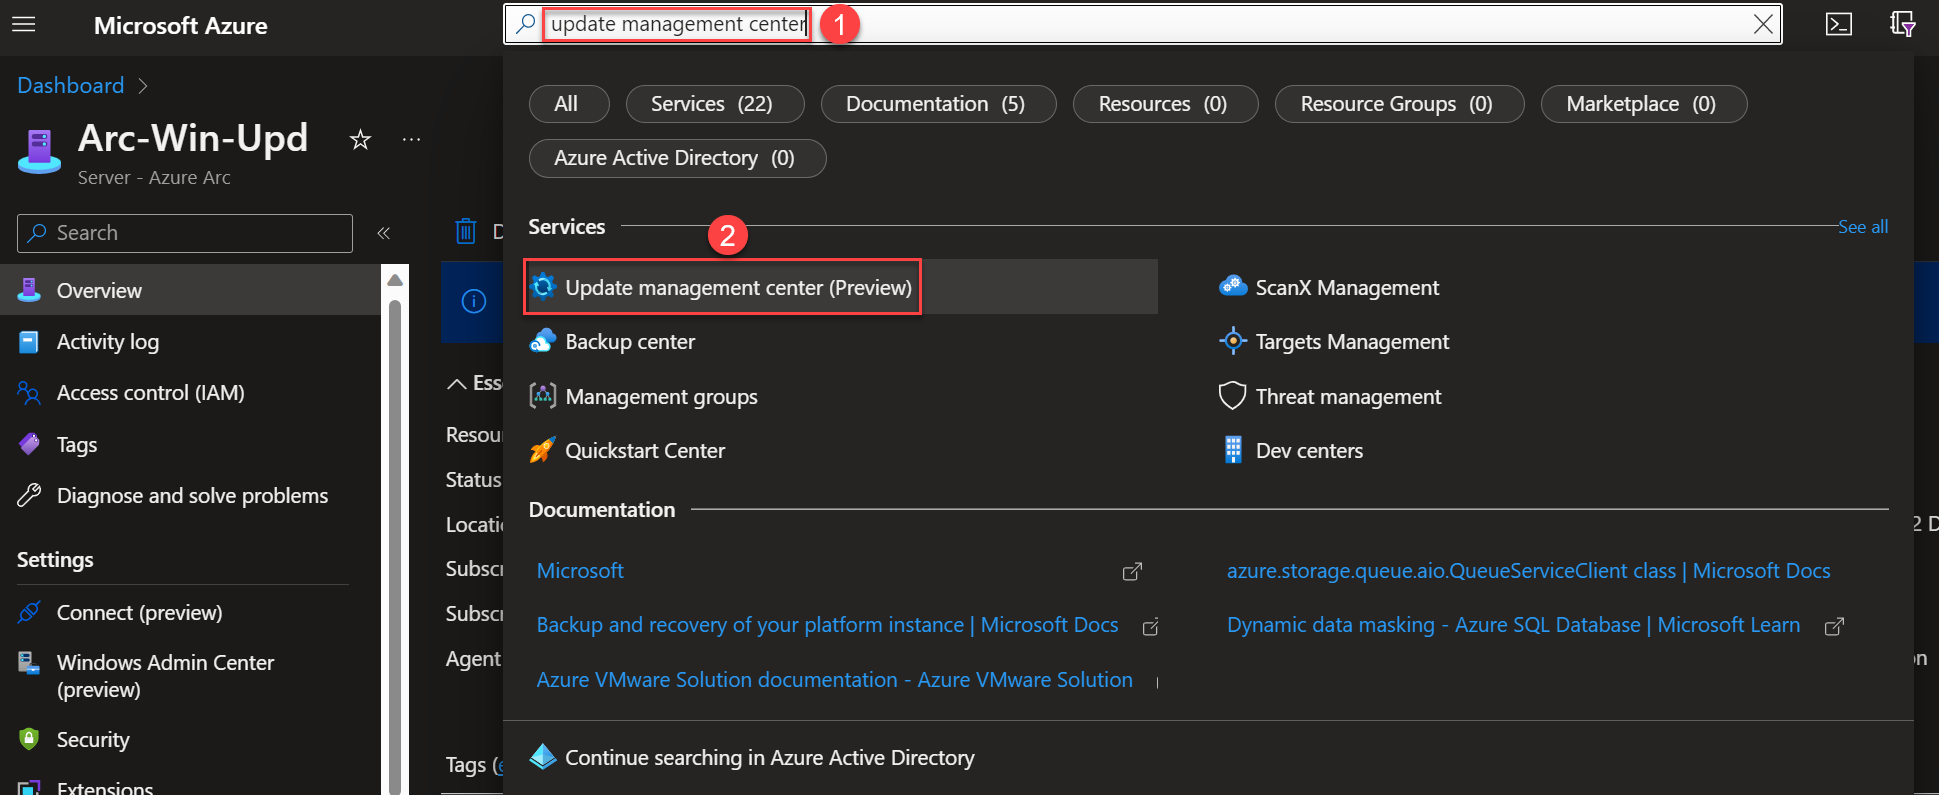 Microsoft Azure
update management center
1
Dashboard
Arc-Win-Upd
Server - Azure Arc
Search
Overview
Activity log
Access control (IAM)
Tags
Diagnose and solve problems
Settings
Connect (preview)
Windows Admin Center
(preview)
Security
Extensions
Status
Agent
Tags (
All
Services (22)
Documentation (5)
Resources (0)
Resource Groups (0)
Marketplace (0)
Azure Active Directory (0)
Services
2
See all
Update management center (Preview)
ScanX Management
Backup center
Targets Management
Management groups
Threat management
Quickstart Center
Dev centers
Documentation
Microsoft
azure.storage.queue.aio.QueueServiceClient class | Microsoft Docs
Backup and recovery of your platform instance | Microsoft Docs
Dynamic data masking - Azure SQL Database | Microsoft Learn
Azure VMware Solution documentation - Azure VMware Solution
Continue searching in Azure Active Directory